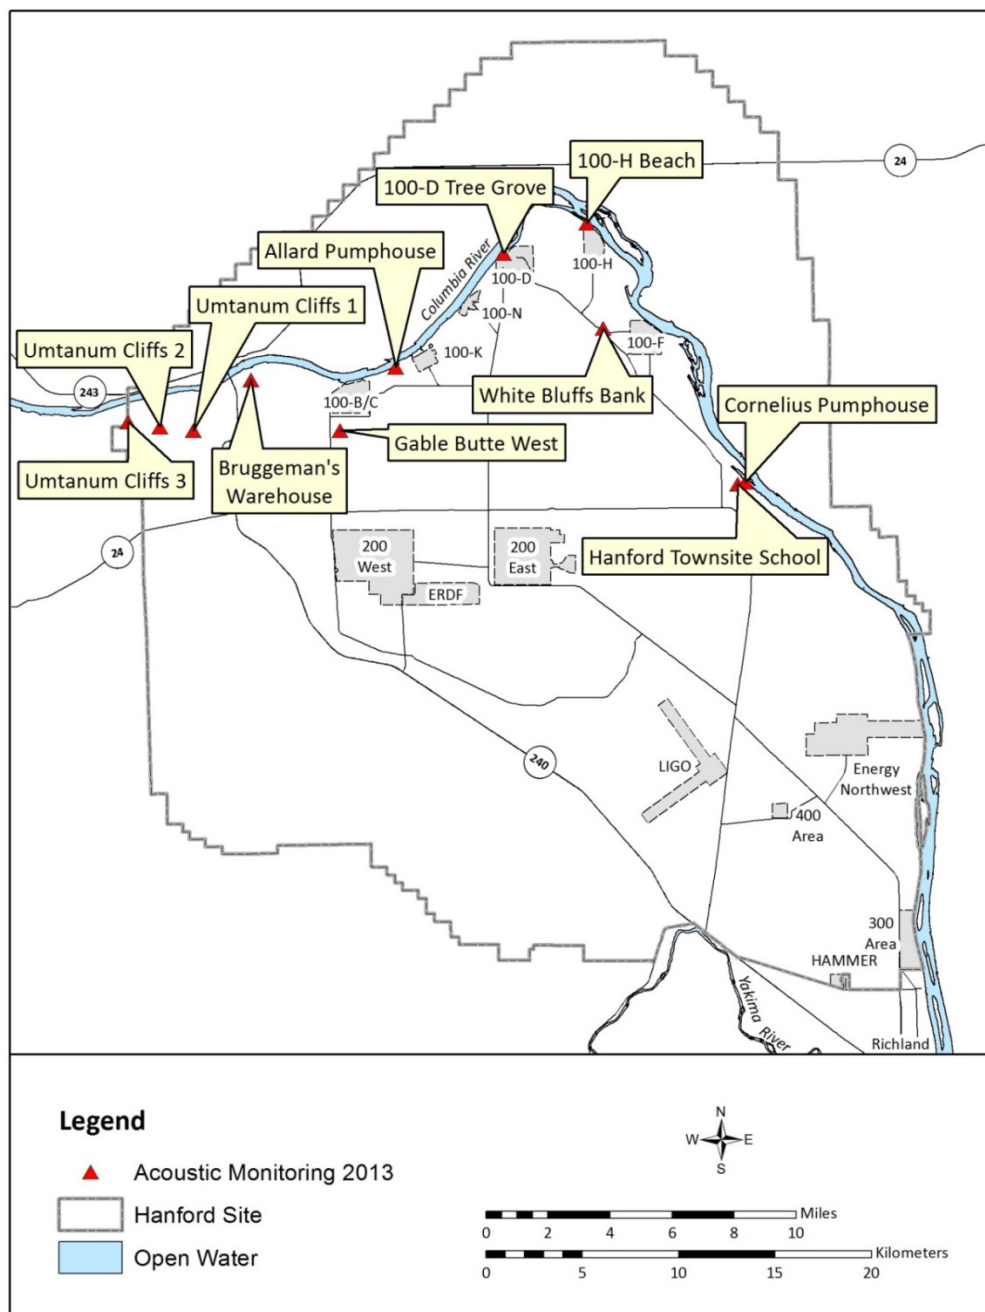 100-H Beach
24
100-D Tree Grove
Allard Pumphouse
Columbia River
100-H
100-D
Umtanum Cliffs 1
100-N
Umtanum Cliffs 2
100-K
100-F
243
100-B/C
White Bluffs Bank
Cornelius Pumphouse
Gable Butte West
Umtanum Cliffs 3
Bruggeman's
Warehouse
24
200
West
200
East
Hanford Townsite School
ERDF
240
LIGO
Energy
Northwest
400
Area
300
Area
HAMMER
Yakima
River
Richland
Legend
Acoustic Monitoring 2013
Hanford Site
Open Water
N
W E
S
Miles
0 2 4 6 8 10
Kilometers
0 5 10 15 20